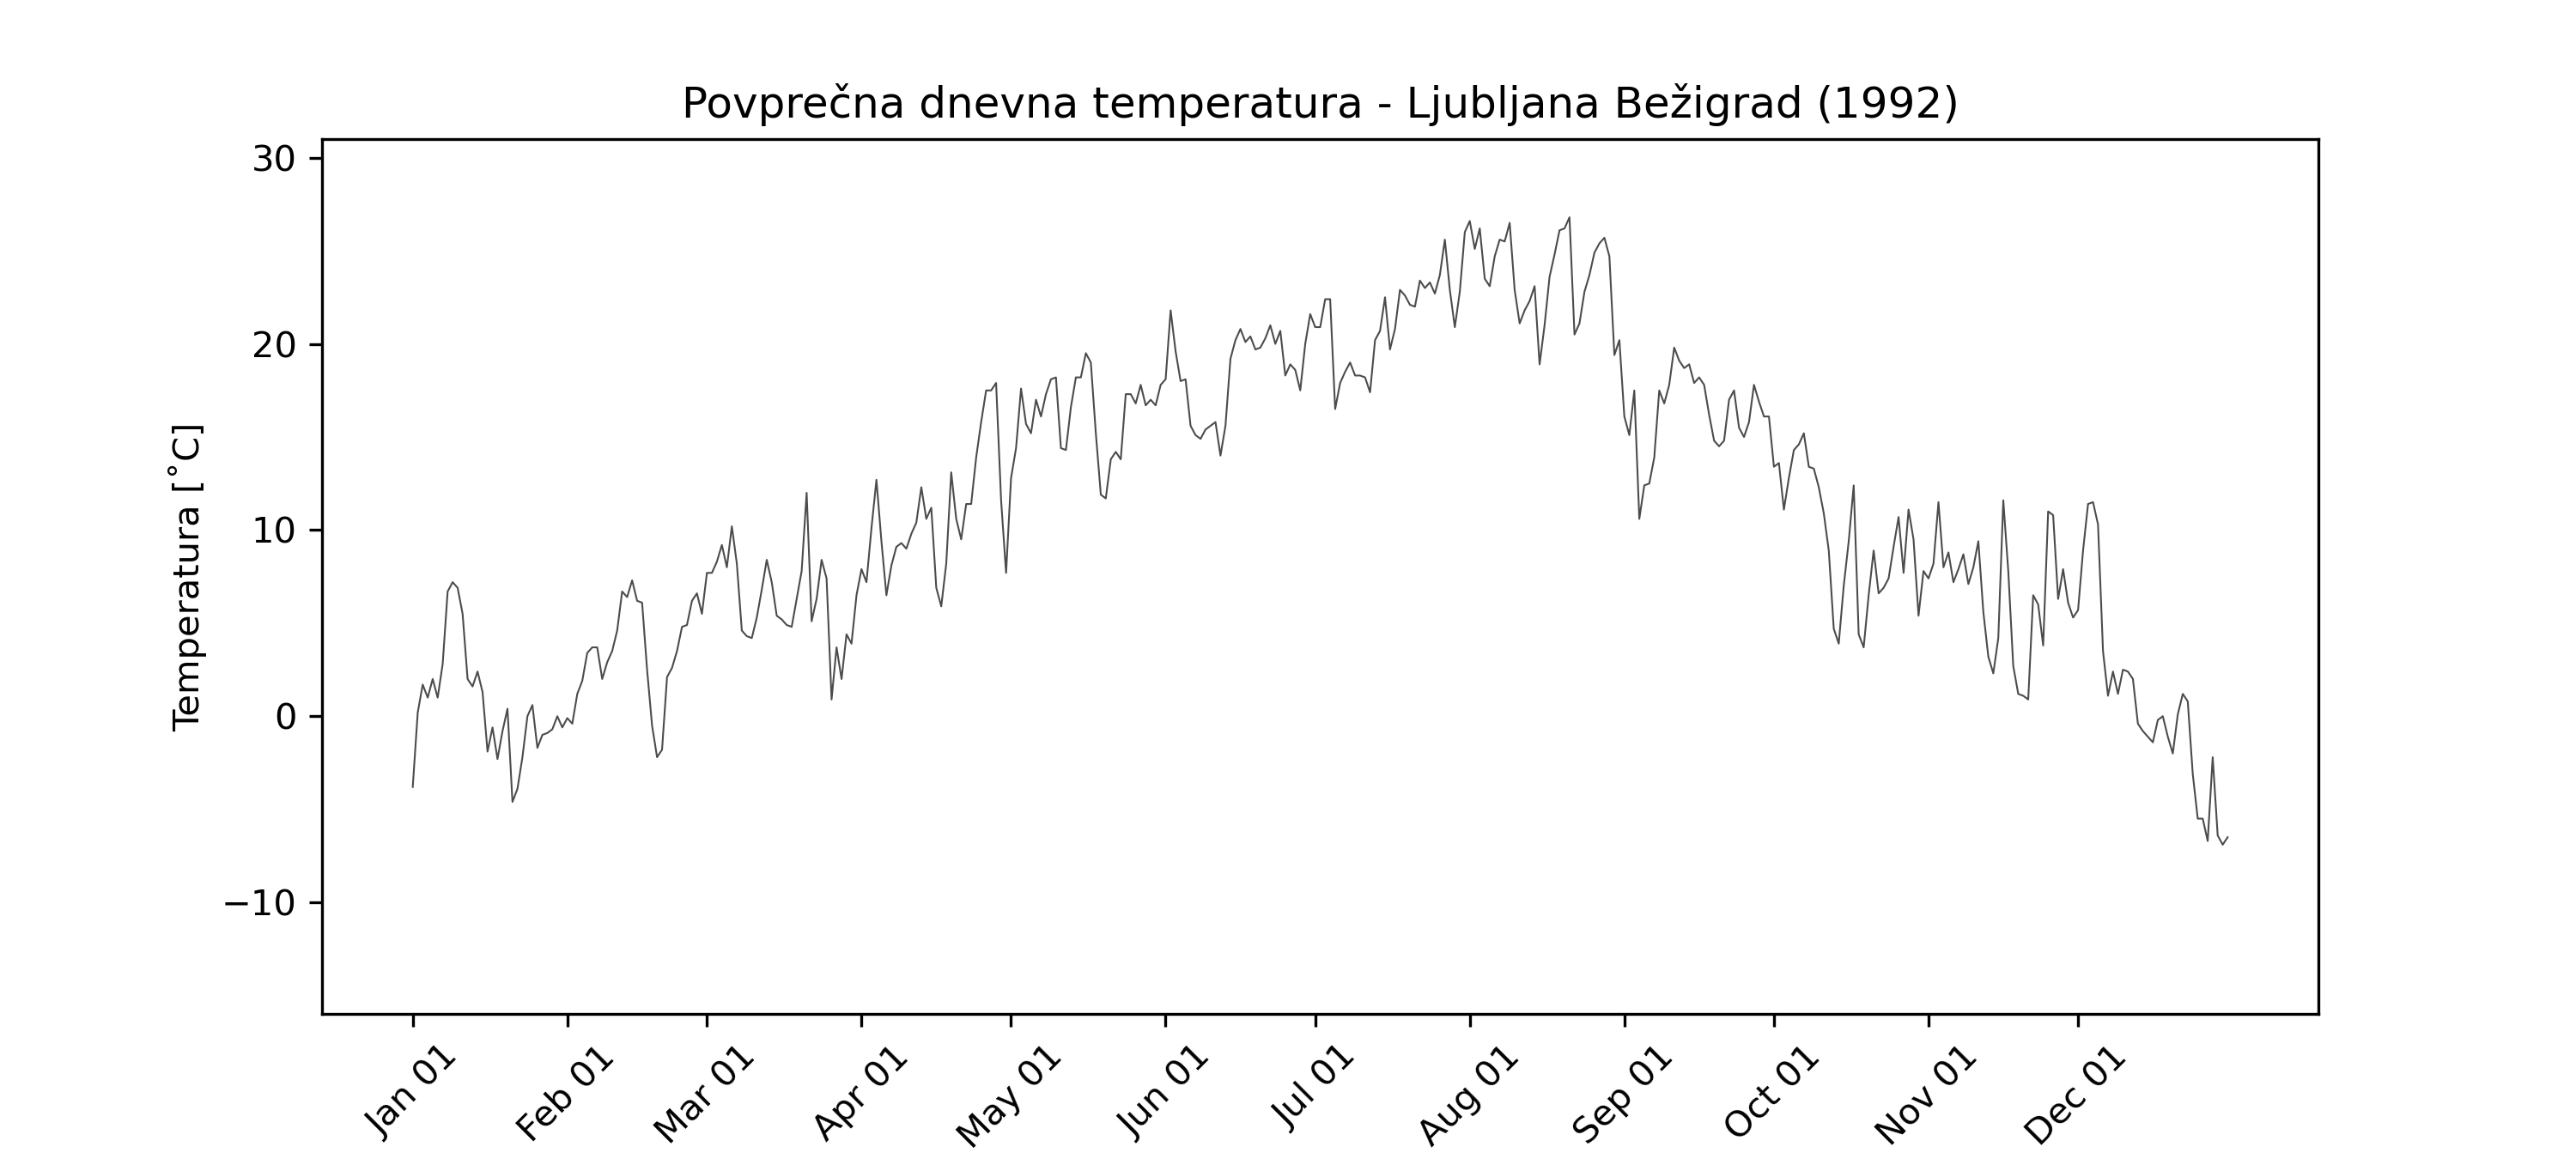 Povprečna dnevna temperatura - Ljubljana Bežigrad (1992)
Temperatura [˚C]
30
20
10
0
−10
Jan 01
Feb 01
Mar 01
Apr 01
May 01
Jun 01
Jul 01
Aug 01
Sep 01
Oct 01
Nov 01
Dec 01